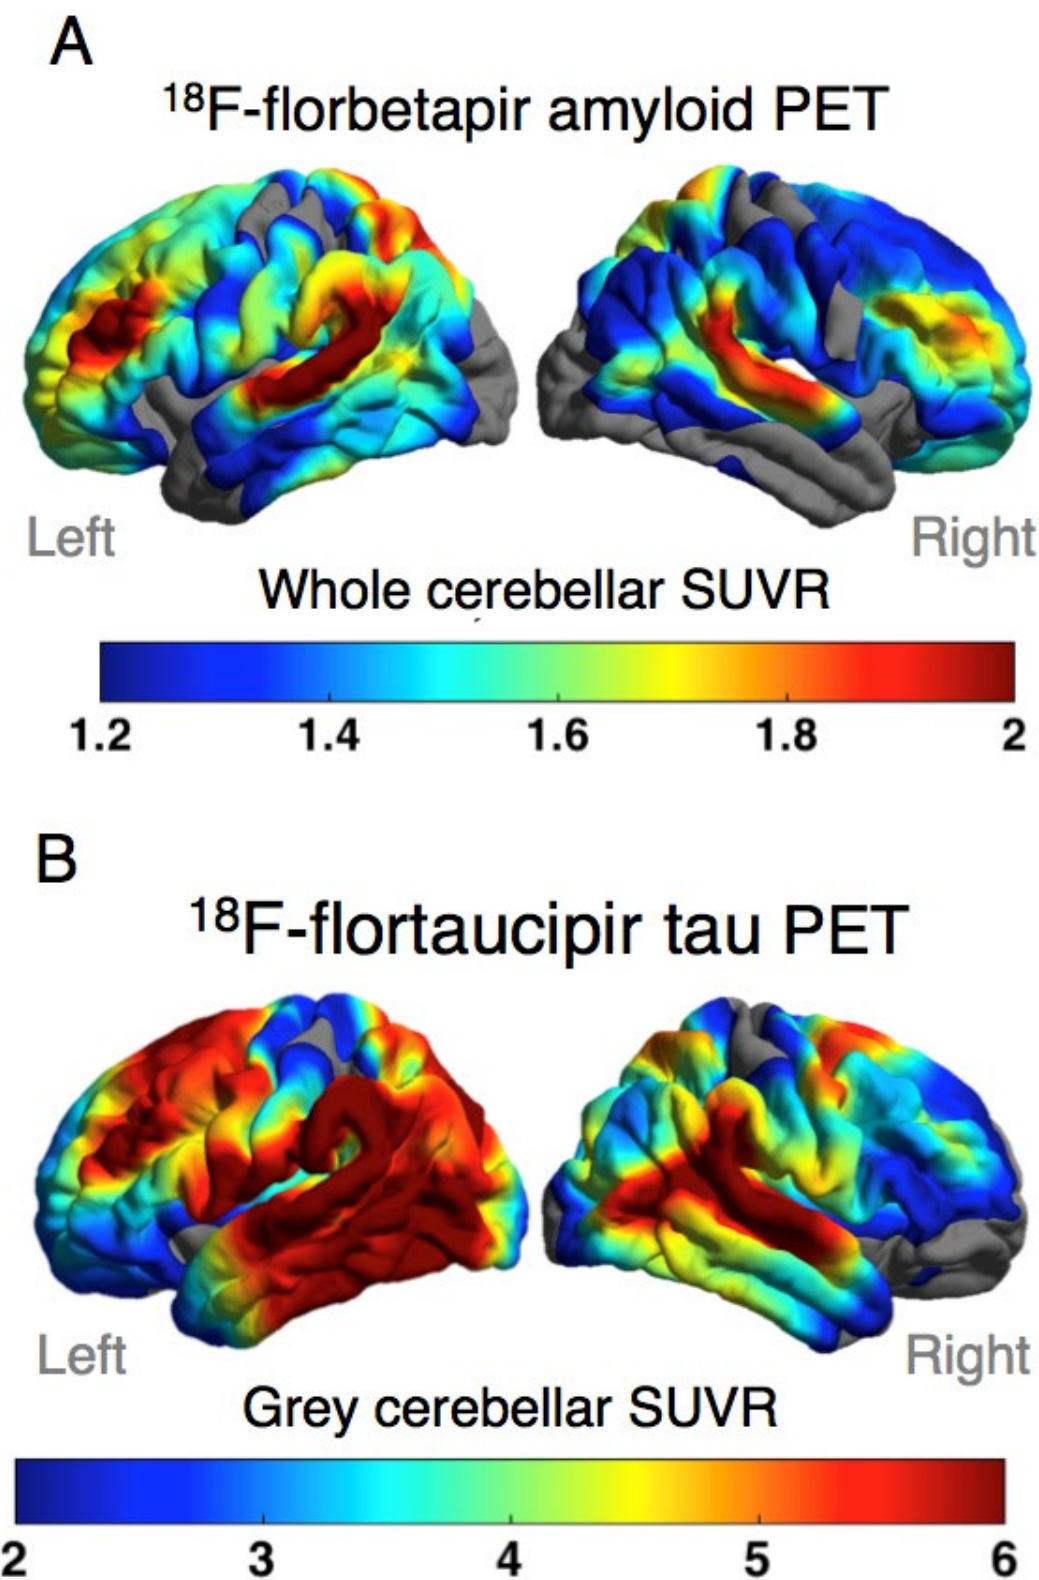 A
¹⁸F-florbetapir amyloid PET
Left
Right
Whole cerebellar SUVR
1.2 1.4 1.6 1.8 2
B
¹⁸F-flortaucipir tau PET
Left
Right
Grey cerebellar SUVR
2 3 4 5 6